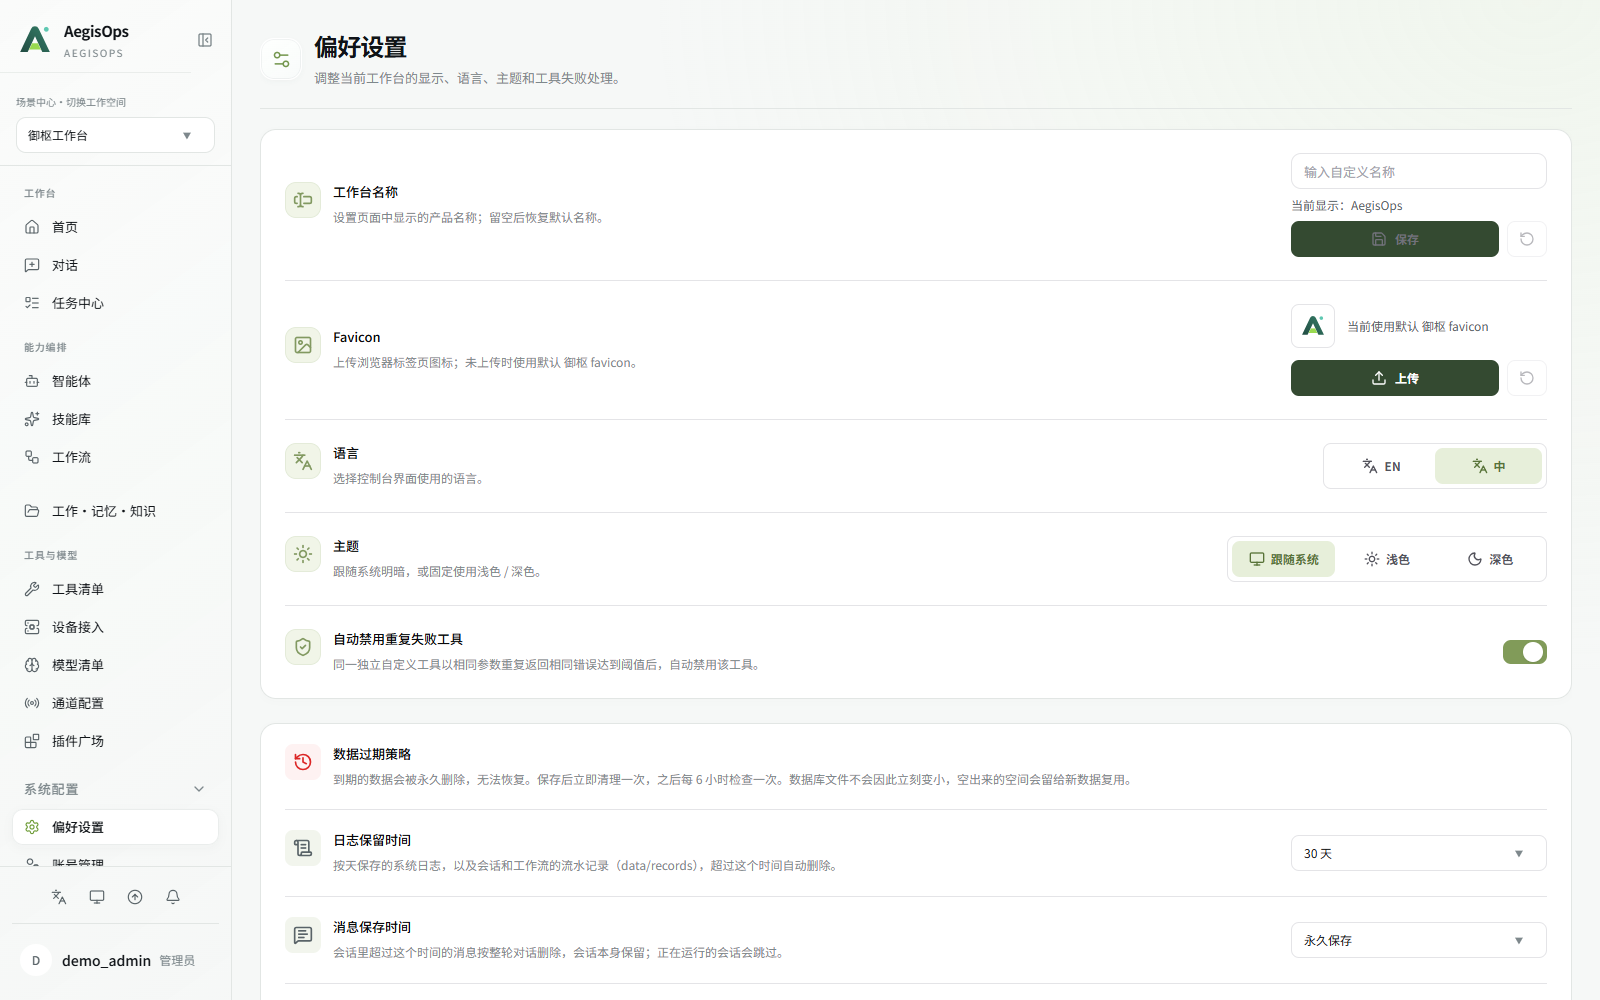 AegisOps
AEGISOPS
场景中心・切换工作空间
御枢工作台
工作台
首页
对话
任务中心
能力编排
智能体
技能库
工作流
工作・记忆・知识
工具与模型
工具清单
设备接入
模型清单
通道配置
插件广场
系统配置
偏好设置
账号管理
D
demo_admin 管理员
偏好设置
调整当前工作台的显示、语言、主题和工具失败处理。
工作台名称
设置页面中显示的产品名称；留空后恢复默认名称。
输入自定义名称
当前显示：AegisOps
保存
Favicon
上传浏览器标签页图标；未上传时使用默认 御枢 favicon。
当前使用默认 御枢 favicon
上传
语言
选择控制台界面使用的语言。
EN
中
主题
跟随系统明暗，或固定使用浅色 / 深色。
跟随系统
浅色
深色
自动禁用重复失败工具
同一独立自定义工具以相同参数重复返回相同错误达到阈值后，自动禁用该工具。
数据过期策略
到期的数据会被永久删除，无法恢复。保存后立即清理一次，之后每 6 小时检查一次。数据库文件不会因此立刻变小，空出来的空间会留给新数据复用。
日志保留时间
按天保存的系统日志，以及会话和工作流的流水记录（data/records），超过这个时间自动删除。
30 天
消息保存时间
会话里超过这个时间的消息按整轮对话删除，会话本身保留；正在运行的会话会跳过。
永久保存